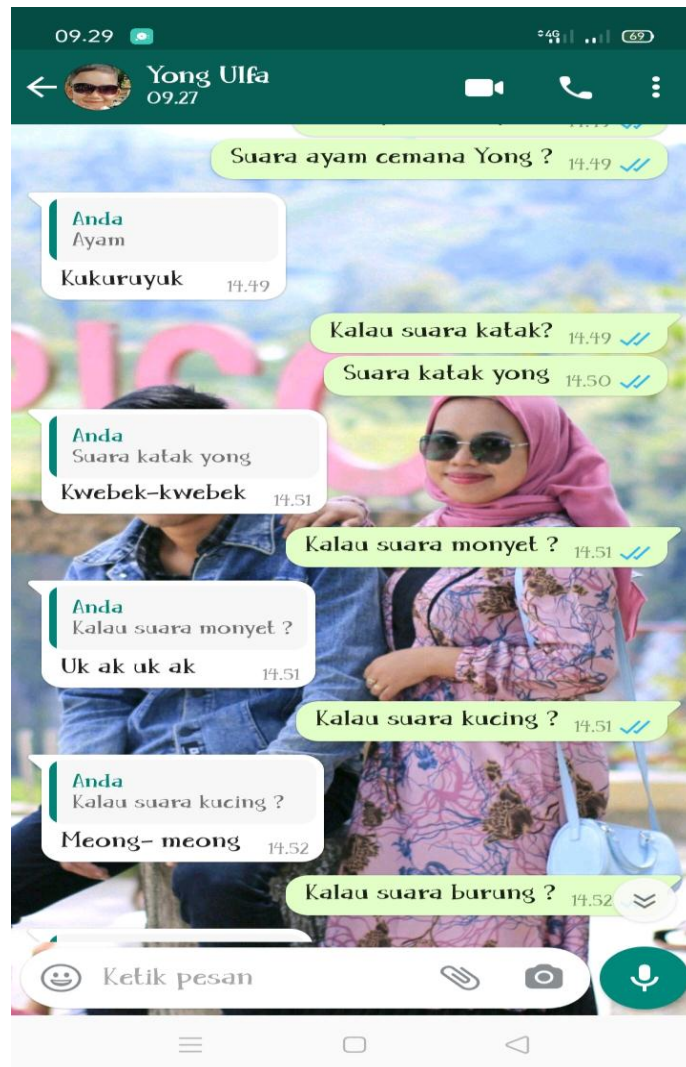 09.29
4G 69
Yong Ulfa
09.27
Suara ayam cemana Yong ? 14.49
Anda
Ayam
Kukuruyuk 14.49
Kalau suara katak? 14.49
Suara katak yong 14.50
Anda
Suara katak yong
Kwebek-kwebek 14.51
Kalau suara monyet ? 14.51
Anda
Kalau suara monyet ?
Uk ak uk ak 14.51
Kalau suara kucing ? 14.51
Anda
Kalau suara kucing ?
Meong- meong 14.52
Kalau suara burung ? 14.52
Ketik pesan